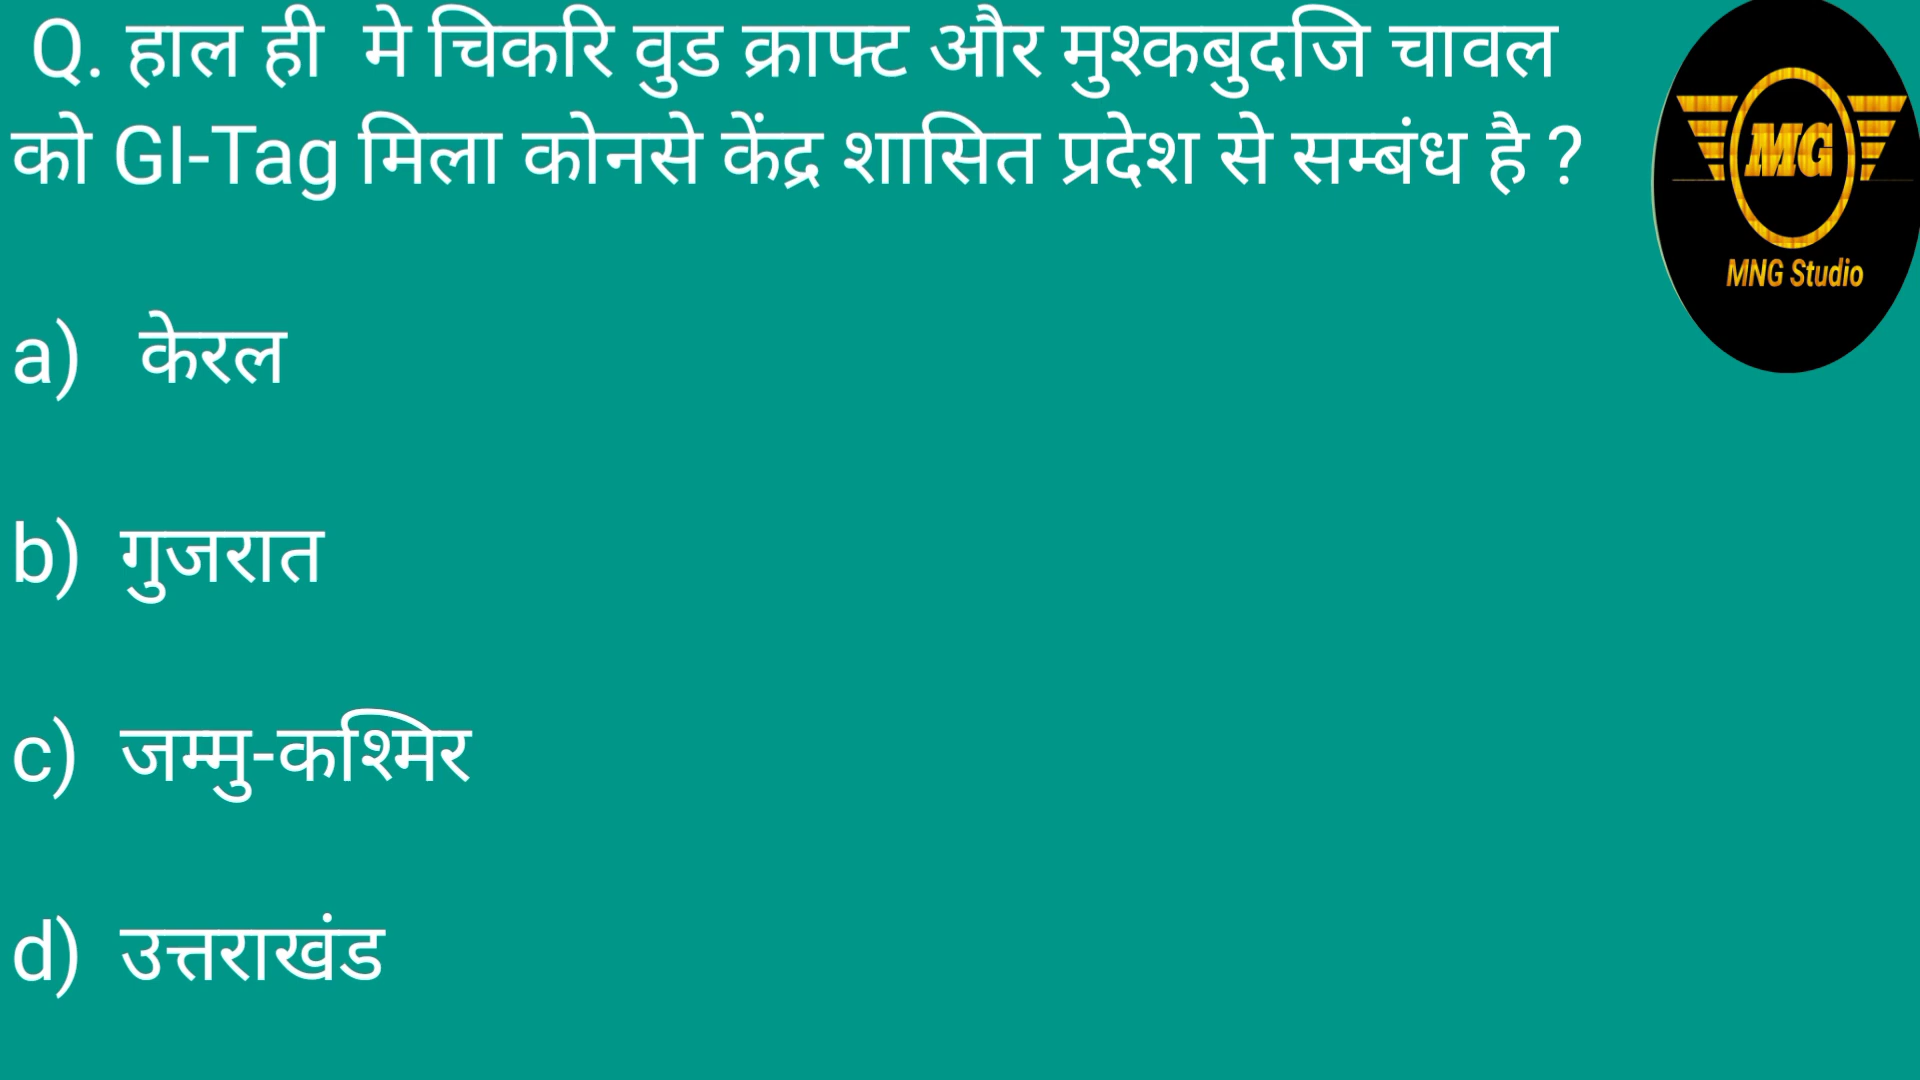 Q. हाल ही मे चिकरि वुड क्राफ्ट और मुश्कबुदजि चावल
को GI-Tag मिला कोनसे केंद्र शासित प्रदेश से सम्बंध है ?
MG
MNG Studio
a) केरल
b) गुजरात
c) जम्मु-कश्मिर
d) उत्तराखंड